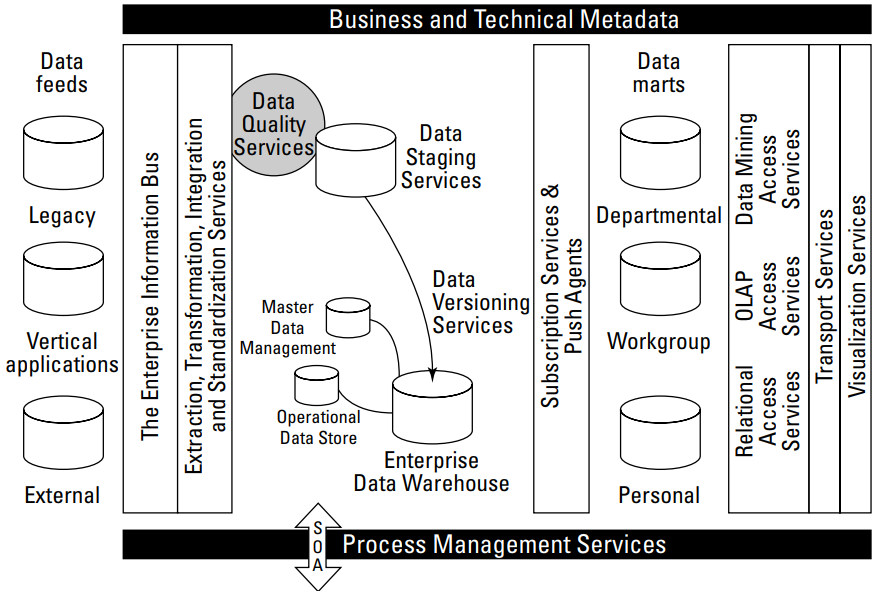 Business and Technical Metadata
Data
feeds
Legacy
Vertical
applications
External
The Enterprise Information Bus
Extraction, Transformation, Integration
and Standardization Services
Data
Quality
Services
Data
Staging
Services
Data
Versioning
Services
Master
Data
Management
Operational
Data Store
Enterprise
Data Warehouse
Subscription Services &
Push Agents
Data
marts
Departmental
Workgroup
Personal
Data Mining
Access
Services
OLAP
Access
Services
Relational
Access
Services
Transport Services
Visualization Services
SOA
Process Management Services